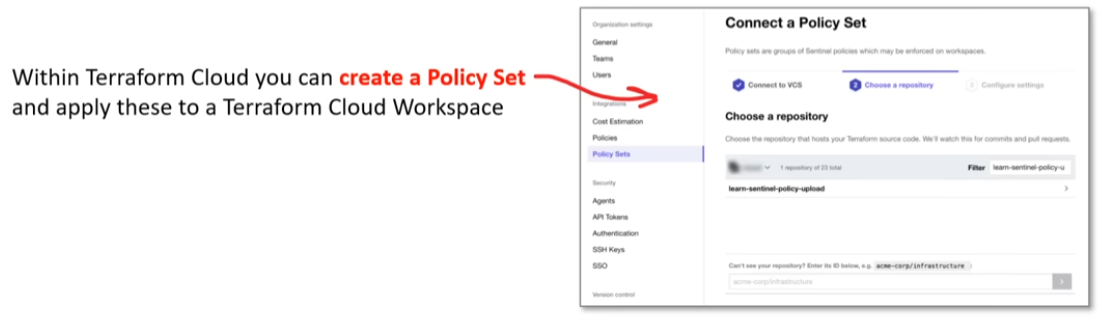 Within Terraform Cloud you can create a Policy Set
and apply these to a Terraform Cloud Workspace
Organization settings
General
Teams
Users
Integrations
Cost Estimation
Policies
Policy Sets
Security
Agents
API Tokens
Authentication
SSH Keys
SSO
Version control
Connect a Policy Set
Policy sets are groups of Sentinel policies which may be enforced on workspaces.
Connect to VCS
2 Choose a repository
3 Configure settings
Choose a repository
Choose the repository that hosts your Terraform source code. We'll watch this for commits and pull requests.
1 repository of 23 total
Filter learn-sentinel-policy-u
learn-sentinel-policy-upload
Can't see your repository? Enter its ID below, e.g. acme-corp/infrastructure
acme-corp/infrastructure